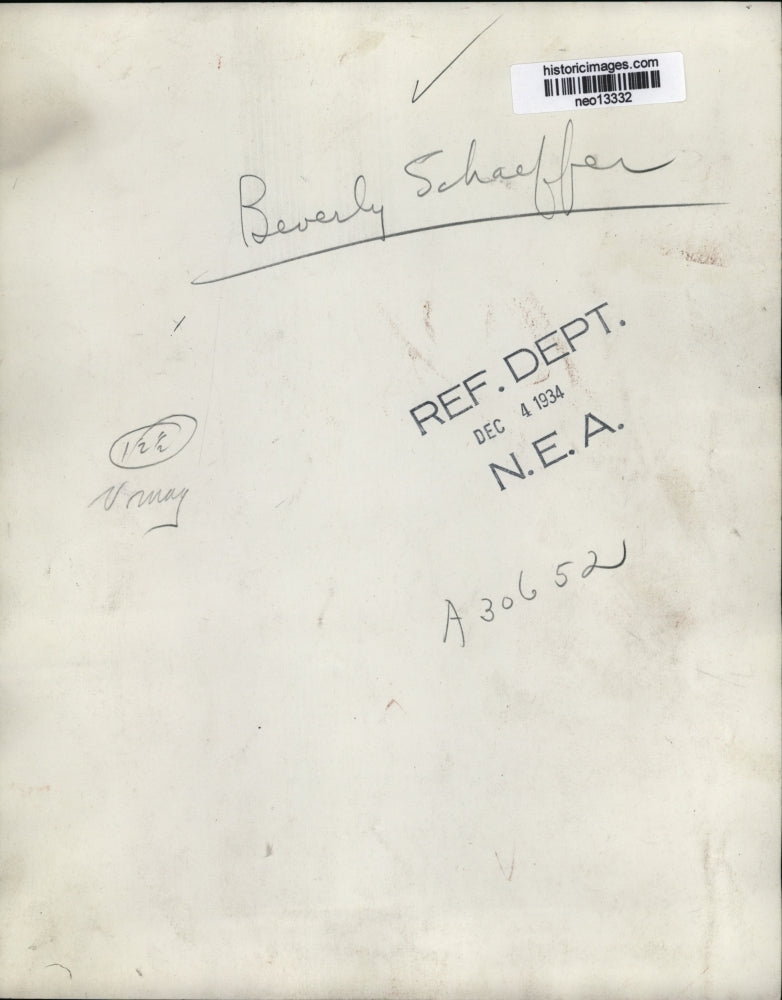 historicimages.com
neo13332
Beverly Schaeffer
REF. DEPT.
DEC 4 1934
N.E.A.
A30652